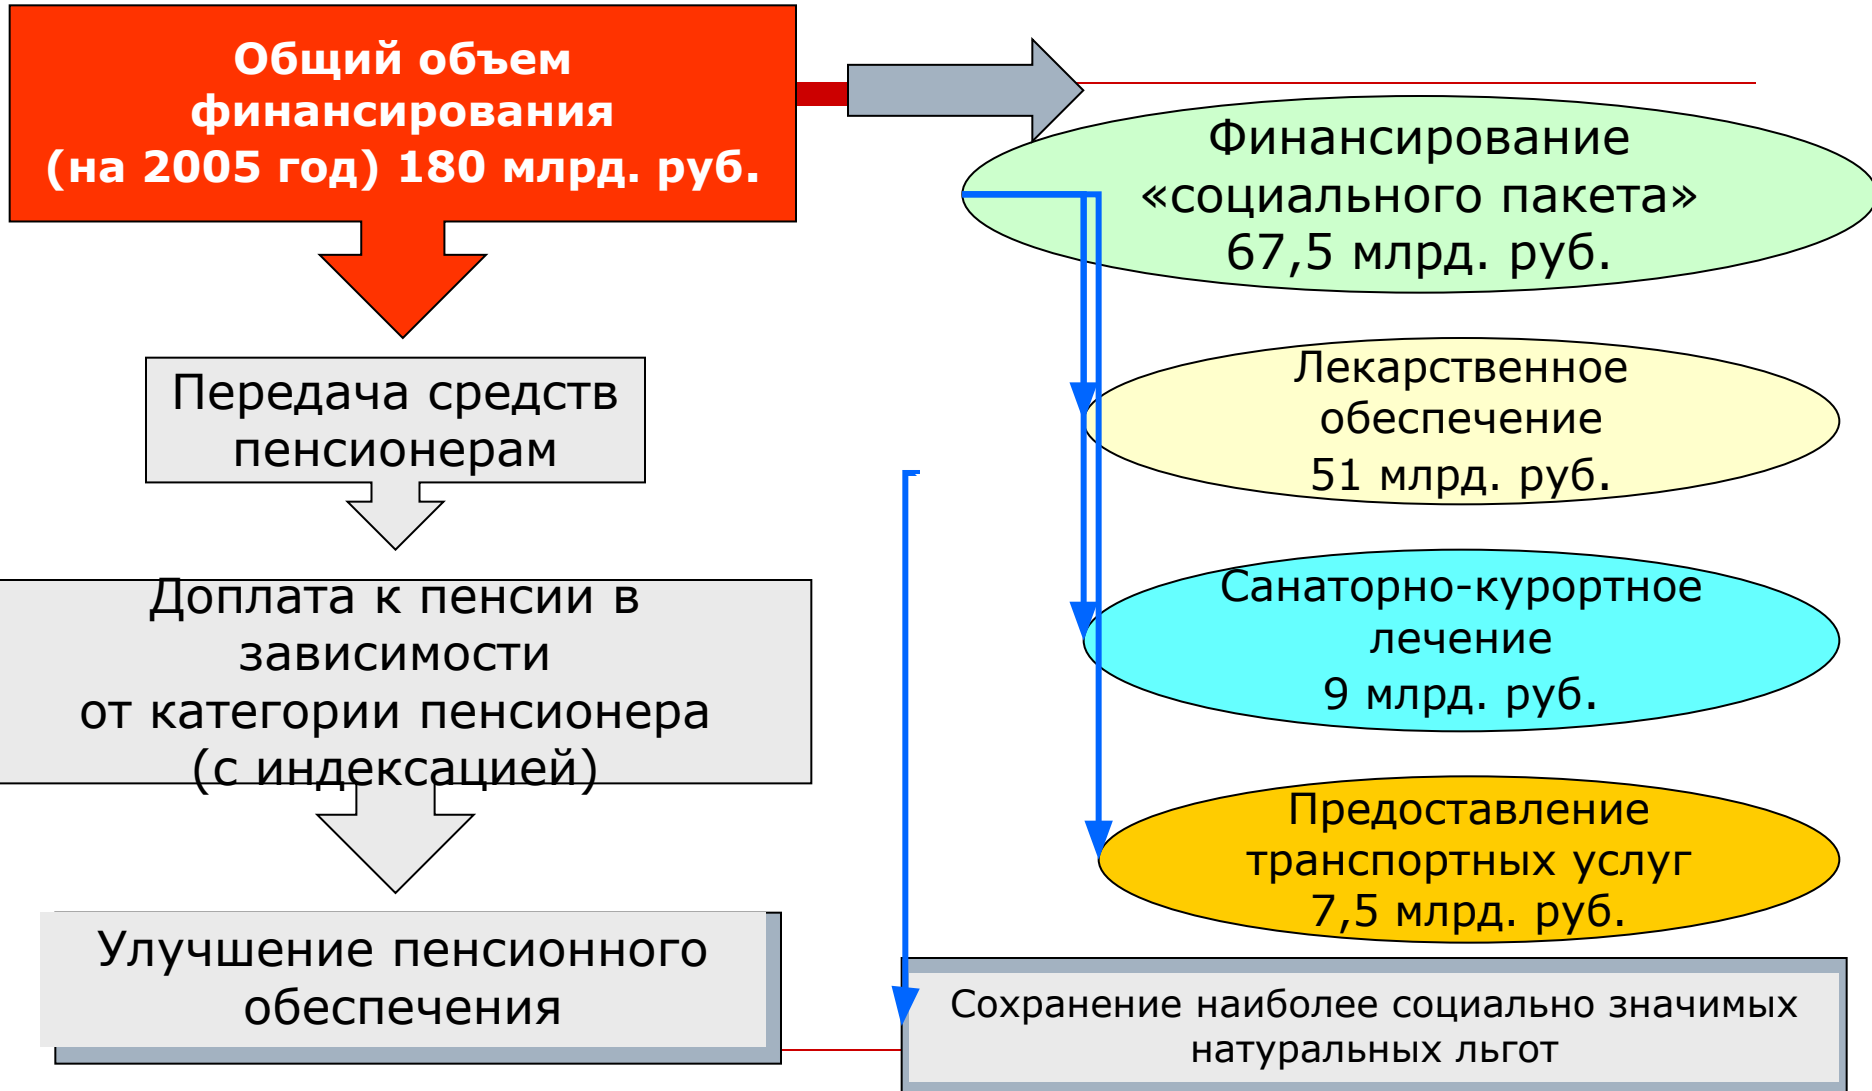 Общий объем
финансирования
(на 2005 год) 180 млрд. руб.
Финансирование
«социального пакета»
67,5 млрд. руб.
Передача средств
пенсионерам
Лекарственное
обеспечение
51 млрд. руб.
Доплата к пенсии в
зависимости
от категории пенсионера
(с индексацией)
Санаторно-курортное
лечение
9 млрд. руб.
Предоставление
транспортных услуг
7,5 млрд. руб.
Улучшение пенсионного
обеспечения
Сохранение наиболее социально значимых
натуральных льгот